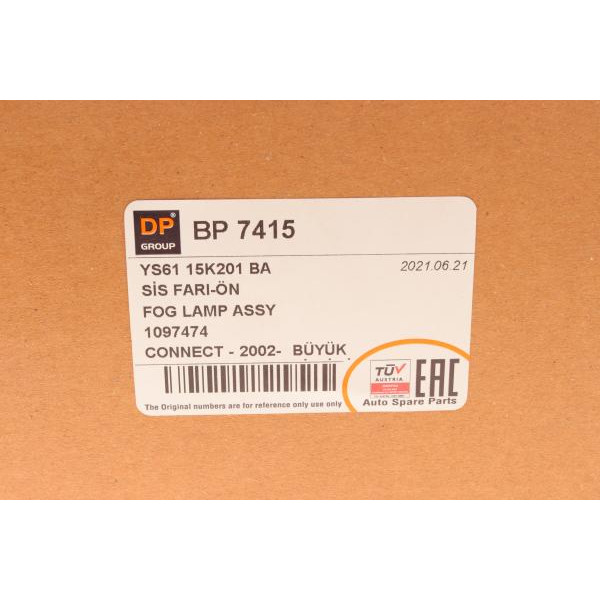 DP®
GROUP
BP 7415
YS61 15K201 BA
2021.06.21
SİS FARI-ÖN
FOG LAMP ASSY
1097474
CONNECT - 2002- BÜYÜK
TÜV
AUSTRIA
EAC
The Original numbers are for reference only use only
Auto Spare Parts